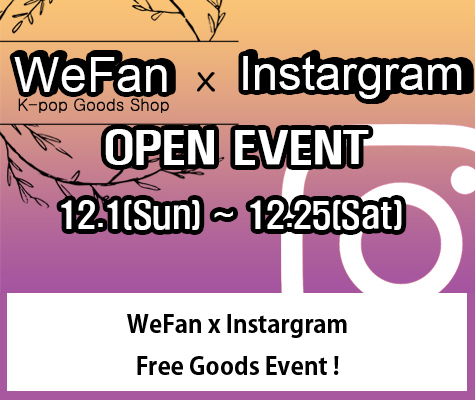 WeFan x Instargram
K-pop Goods Shop
OPEN EVENT
12.1(Sun) ~ 12.25(Sat)
WeFan x Instargram
Free Goods Event !